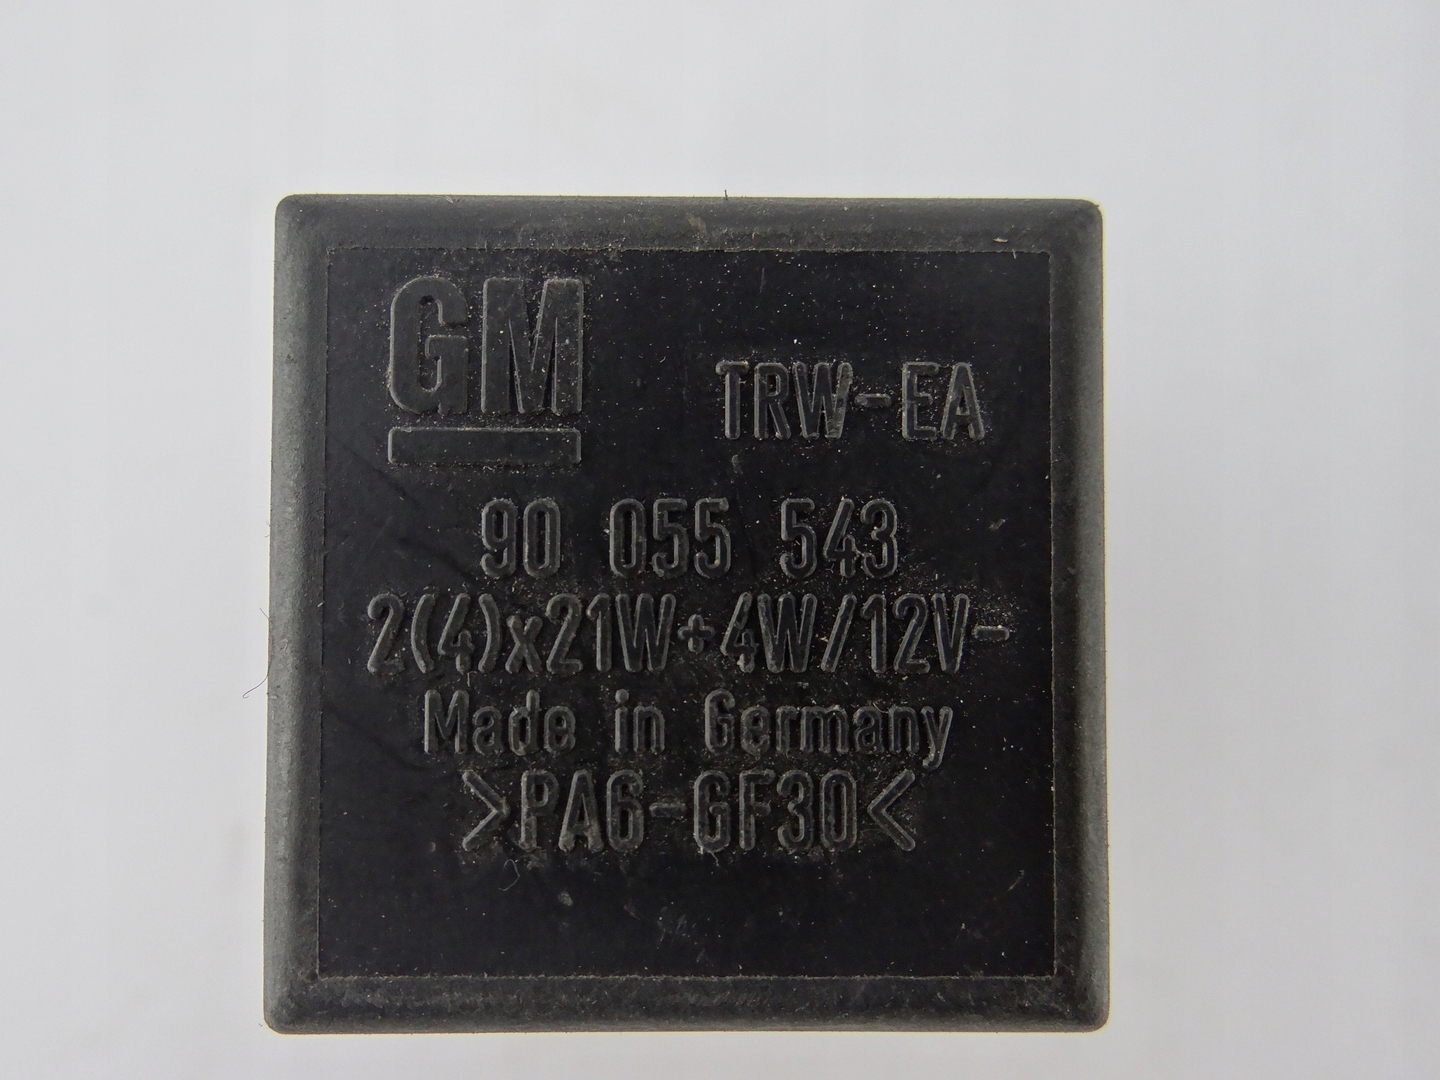 GM
TRW-EA
90 055 543
2(4)x21W+4W/12V-
Made in Germany
>PA6-GF30<